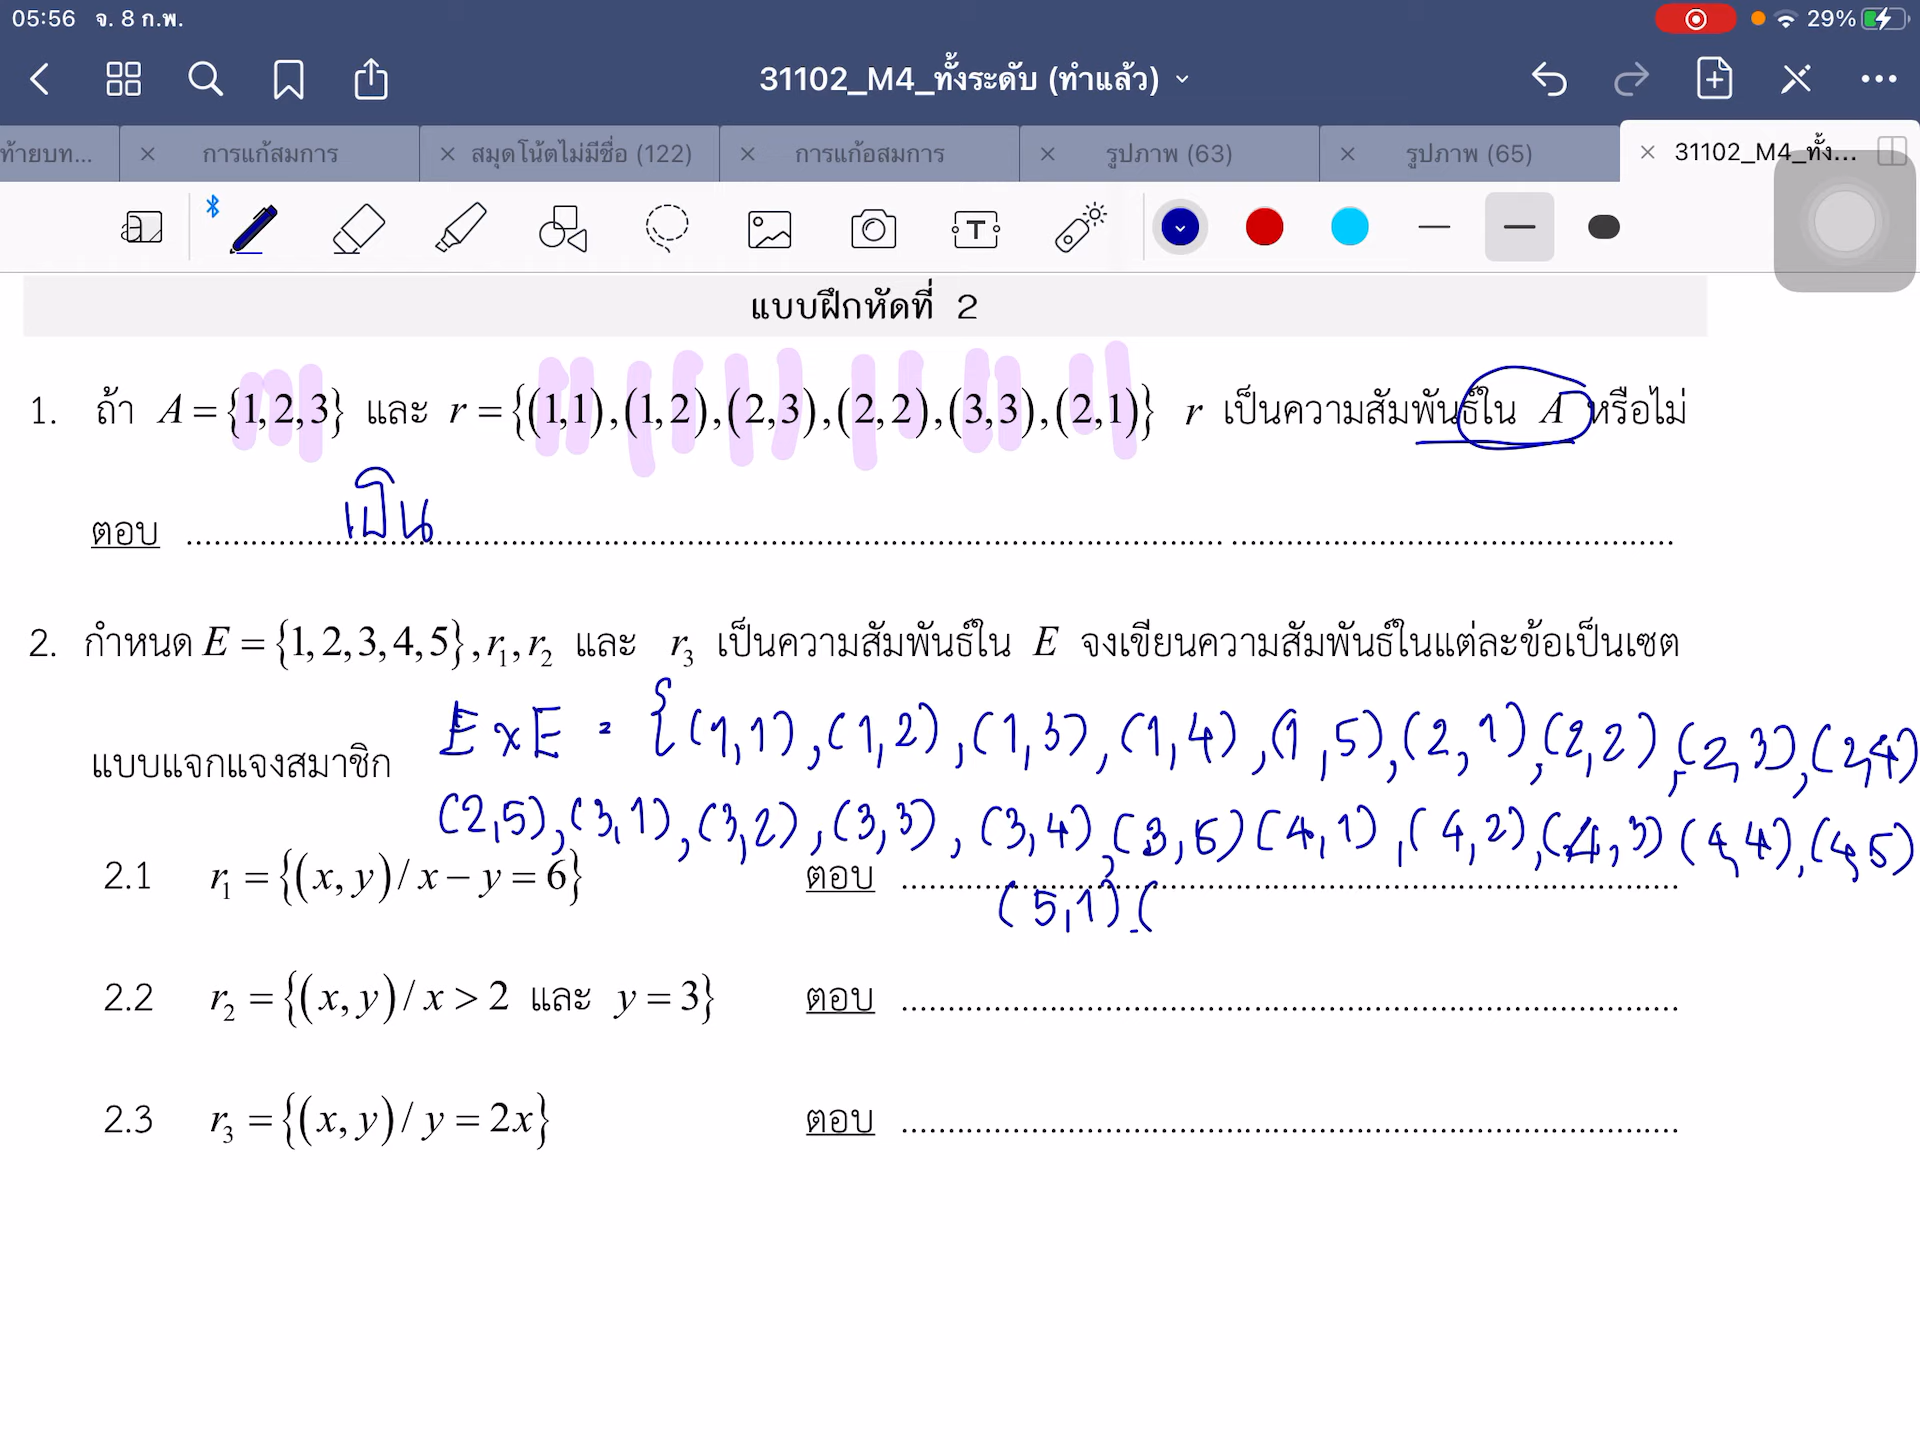 05:56 จ. 8 ก.พ. 29%
31102_M4_ทั้งระดับ (ทำแล้ว)
ท้ายบท... × การแก้สมการ × สมุดโน้ตไม่มีชื่อ (122) × การแก้อสมการ × รูปภาพ (63) × รูปภาพ (65) × 31102_M4_ทั้ง...
แบบฝึกหัดที่ 2
1. ถ้า A = {1,2,3} และ r = {(1,1),(1,2),(2,3),(2,2),(3,3),(2,1)} r เป็นความสัมพันธ์ใน A หรือไม่
ตอบ ........ เป็น ........
2. กำหนด E = {1,2,3,4,5}, r₁, r₂ และ r₃ เป็นความสัมพันธ์ใน E จงเขียนความสัมพันธ์ในแต่ละข้อเป็นเซต
แบบแจกแจงสมาชิก E × E = {(1,1),(1,2),(1,3),(1,4),(1,5),(2,1),(2,2),(2,3),(2,4)
(2,5),(3,1),(3,2),(3,3),(3,4),(3,5)(4,1),(4,2),(4,3)(4,4),(4,5)
2.1 r₁ = {(x,y)/x−y=6} ตอบ ........
(5,1)(
2.2 r₂ = {(x,y)/x>2 และ y=3} ตอบ ........
2.3 r₃ = {(x,y)/y=2x} ตอบ ........